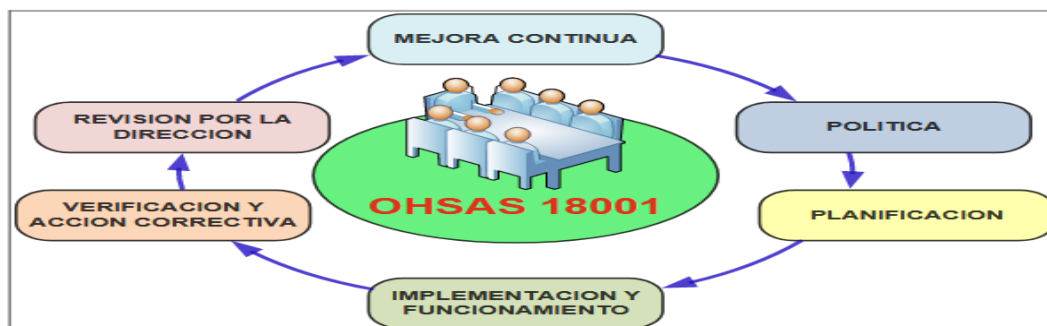 MEJORA CONTINUA
POLITICA
PLANIFICACION
IMPLEMENTACION Y
FUNCIONAMIENTO
VERIFICACION Y
ACCION CORRECTIVA
REVISION POR LA
DIRECCION
OHSAS 18001